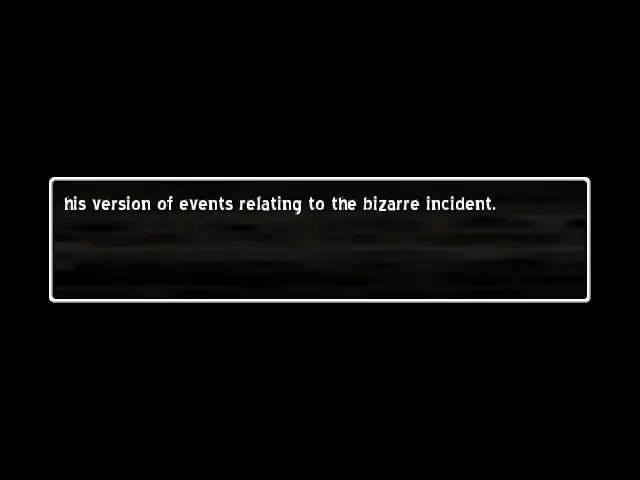 his version of events relating to the bizarre incident.